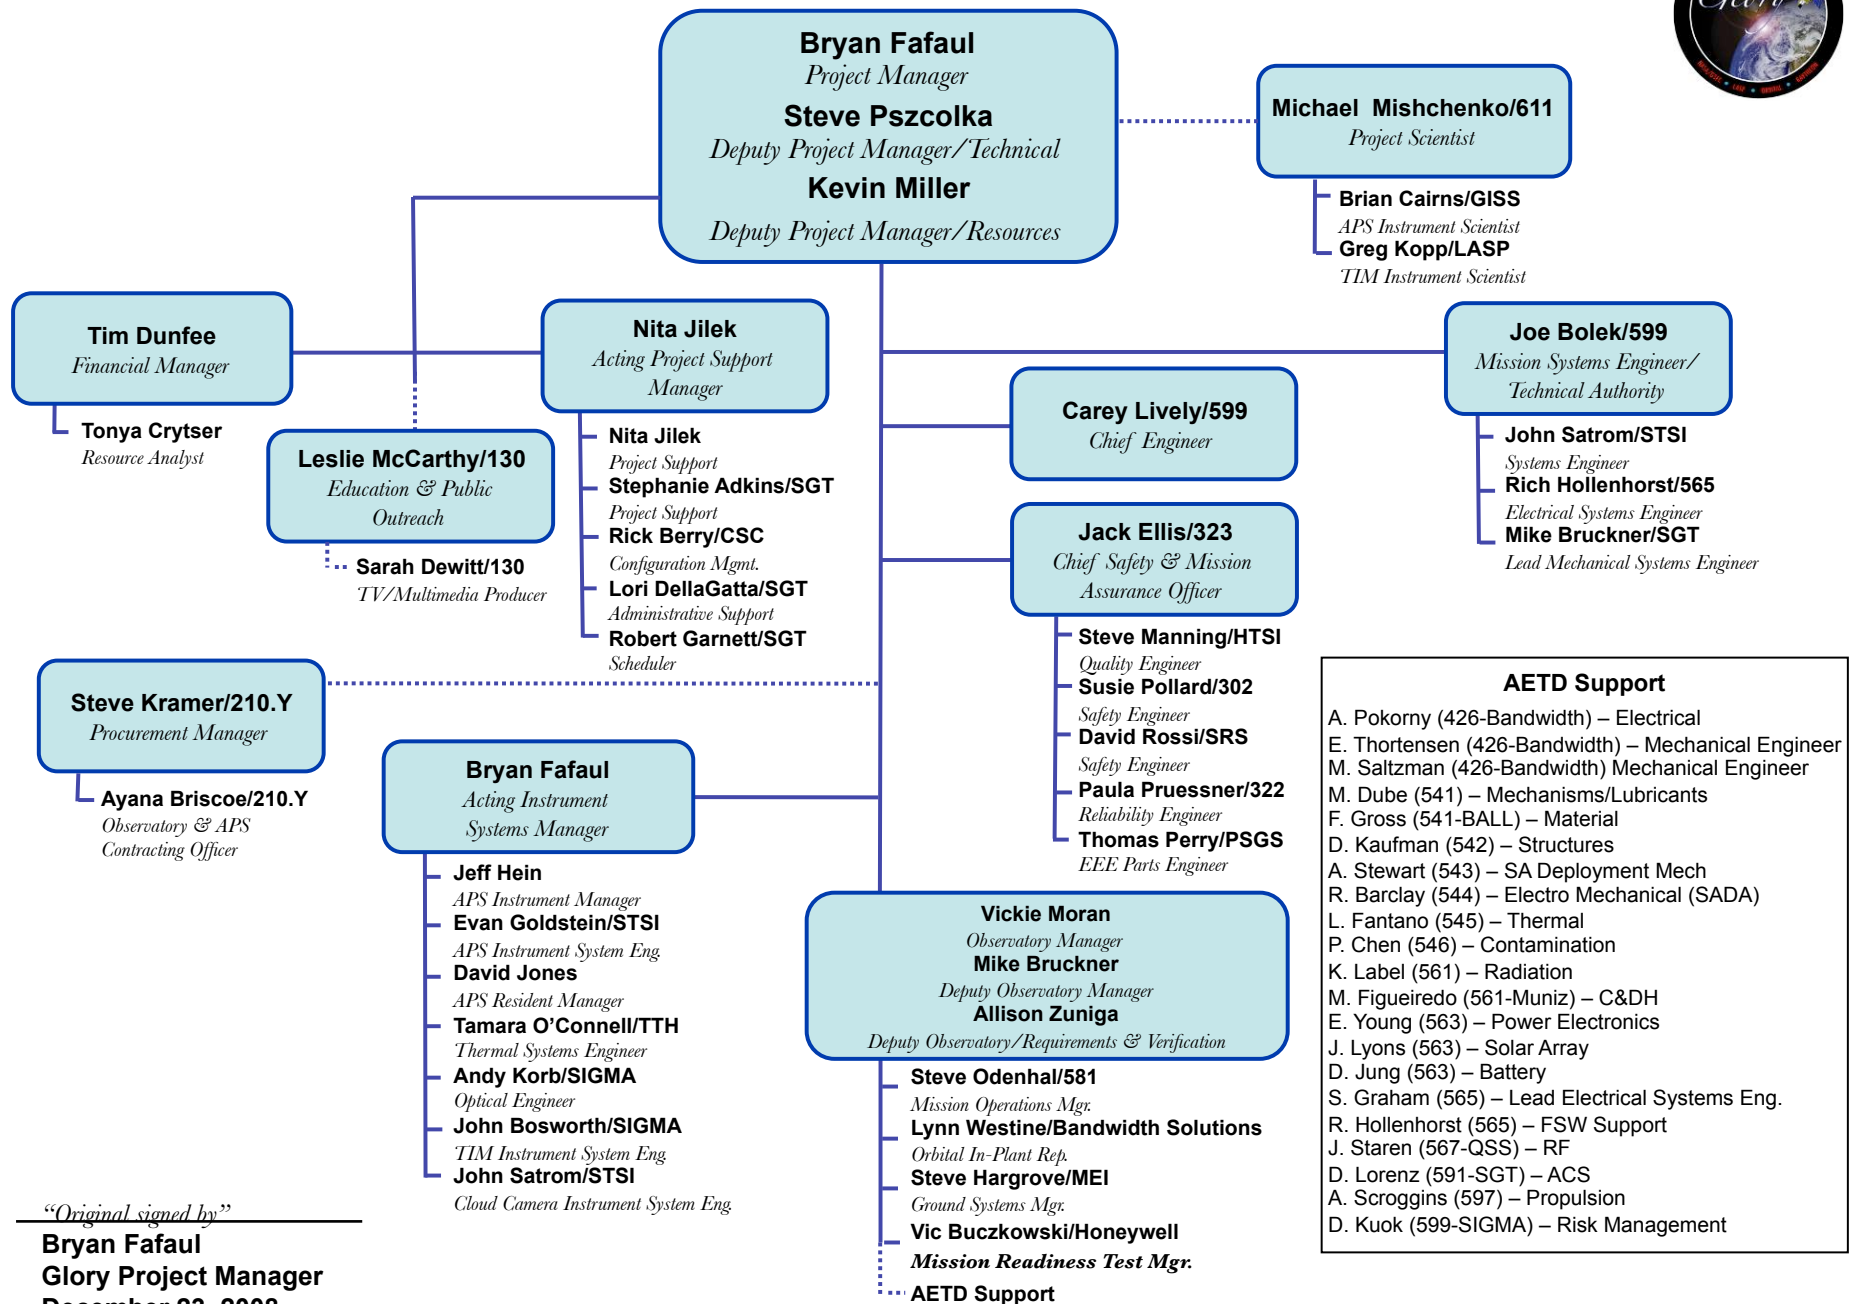 Glory
Bryan Fafaul
Project Manager
Steve Pszcolka
Deputy Project Manager/Technical
Kevin Miller
Deputy Project Manager/Resources
Michael Mishchenko/611
Project Scientist
Brian Cairns/GISS
APS Instrument Scientist
Greg Kopp/LASP
TIM Instrument Scientist
Tim Dunfee
Financial Manager
Tonya Crytser
Resource Analyst
Leslie McCarthy/130
Education & Public
Outreach
Sarah Dewitt/130
TV/Multimedia Producer
Nita Jilek
Acting Project Support
Manager
Nita Jilek
Project Support
Stephanie Adkins/SGT
Project Support
Rick Berry/CSC
Configuration Mgmt.
Lori DellaGatta/SGT
Administrative Support
Robert Garnett/SGT
Scheduler
Carey Lively/599
Chief Engineer
Joe Bolek/599
Mission Systems Engineer/
Technical Authority
John Satrom/STSI
Systems Engineer
Rich Hollenhorst/565
Electrical Systems Engineer
Mike Bruckner/SGT
Lead Mechanical Systems Engineer
Jack Ellis/323
Chief Safety & Mission
Assurance Officer
Steve Manning/HTSI
Quality Engineer
Susie Pollard/302
Safety Engineer
David Rossi/SRS
Safety Engineer
Paula Pruessner/322
Reliability Engineer
Thomas Perry/PSGS
EEE Parts Engineer
Steve Kramer/210.Y
Procurement Manager
Ayana Briscoe/210.Y
Observatory & APS
Contracting Officer
Bryan Fafaul
Acting Instrument
Systems Manager
Jeff Hein
APS Instrument Manager
Evan Goldstein/STSI
APS Instrument System Eng.
David Jones
APS Resident Manager
Tamara O’Connell/TTH
Thermal Systems Engineer
Andy Korb/SIGMA
Optical Engineer
John Bosworth/SIGMA
TIM Instrument System Eng.
John Satrom/STSI
Cloud Camera Instrument System Eng.
Vickie Moran
Observatory Manager
Mike Bruckner
Deputy Observatory Manager
Allison Zuniga
Deputy Observatory/Requirements & Verification
Steve Odenhal/581
Mission Operations Mgr.
Lynn Westine/Bandwidth Solutions
Orbital In-Plant Rep.
Steve Hargrove/MEI
Ground Systems Mgr.
Vic Buczkowski/Honeywell
Mission Readiness Test Mgr.
AETD Support
AETD Support
A. Pokorny (426-Bandwidth) – Electrical
E. Thortensen (426-Bandwidth) – Mechanical Engineer
M. Saltzman (426-Bandwidth) Mechanical Engineer
M. Dube (541) – Mechanisms/Lubricants
F. Gross (541-BALL) – Material
D. Kaufman (542) – Structures
A. Stewart (543) – SA Deployment Mech
R. Barclay (544) – Electro Mechanical (SADA)
L. Fantano (545) – Thermal
P. Chen (546) – Contamination
K. Label (561) – Radiation
M. Figueiredo (561-Muniz) – C&DH
E. Young (563) – Power Electronics
J. Lyons (563) – Solar Array
D. Jung (563) – Battery
S. Graham (565) – Lead Electrical Systems Eng.
R. Hollenhorst (565) – FSW Support
J. Staren (567-QSS) – RF
D. Lorenz (591-SGT) – ACS
A. Scroggins (597) – Propulsion
D. Kuok (599-SIGMA) – Risk Management
“Original signed by”
Bryan Fafaul
Glory Project Manager
December 23, 2008